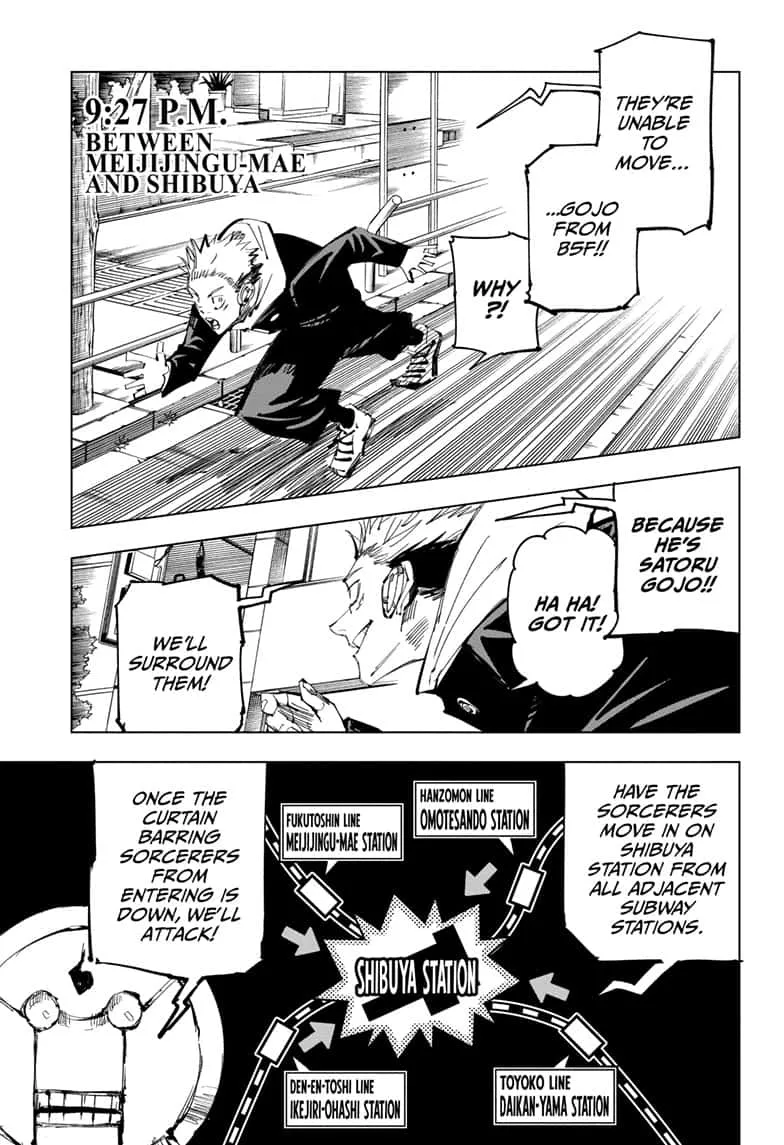 9:27 P.M.
BETWEEN
MEIJIJINGU-MAE
AND SHIBUYA
THEY'RE
UNABLE
TO
MOVE...
...GOJO
FROM
B5F!!
WHY
?!
BECAUSE
HE'S
SATORU
GOJO!!
HA HA!
GOT IT!
WE'LL
SURROUND
THEM!
HAVE THE
SORCERERS
MOVE IN ON
SHIBUYA
STATION FROM
ALL ADJACENT
SUBWAY
STATIONS.
HANZOMON LINE
OMOTESANDO STATION
FUKUTOSHIN LINE
MEIJIJINGU-MAE STATION
SHIBUYA STATION
TOYOKO LINE
DAIKAN-YAMA STATION
DEN-EN-TOSHI LINE
IKEJIRI-OHASHI STATION
ONCE THE
CURTAIN
BARRING
SORCERERS
FROM
ENTERING IS
DOWN, WE'LL
ATTACK!